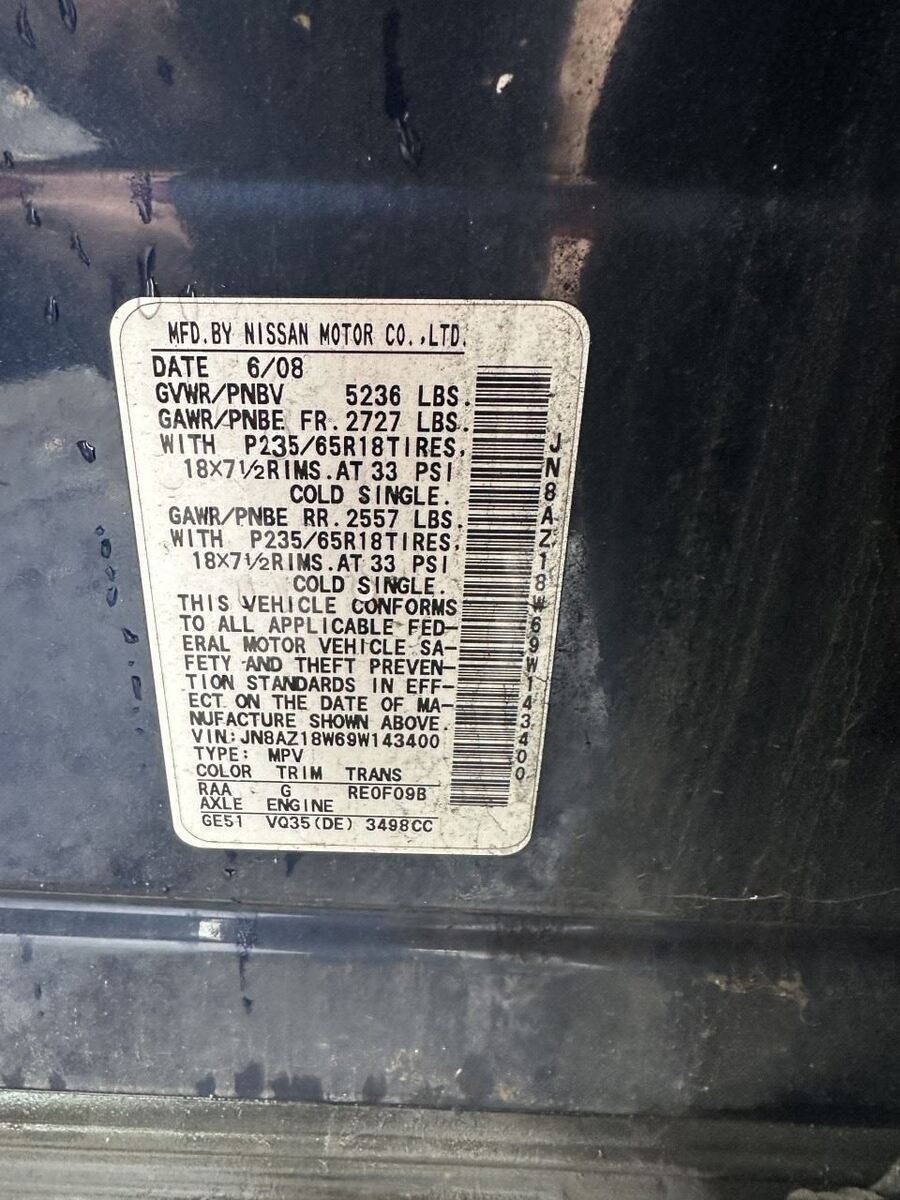 MFD.BY NISSAN MOTOR CO.,LTD.
DATE 6/08
GVWR/PNBV 5236 LBS.
GAWR/PNBE FR.2727 LBS.
WITH P235/65R18TIRES,
18X7½RIMS.AT 33 PSI
COLD SINGLE.
GAWR/PNBE RR.2557 LBS.
WITH P235/65R18TIRES,
18X7½RIMS.AT 33 PSI
COLD SINGLE.
THIS VEHICLE CONFORMS
TO ALL APPLICABLE FED-
ERAL MOTOR VEHICLE SA-
FETY AND THEFT PREVEN-
TION STANDARDS IN EFF-
ECT ON THE DATE OF MA-
NUFACTURE SHOWN ABOVE.
VIN:JN8AZ18W69W143400
TYPE: MPV
COLOR TRIM TRANS
RAA G RE0F09B
AXLE ENGINE
GE51 VQ35(DE) 3498CC
JN8AZ18W69W143400